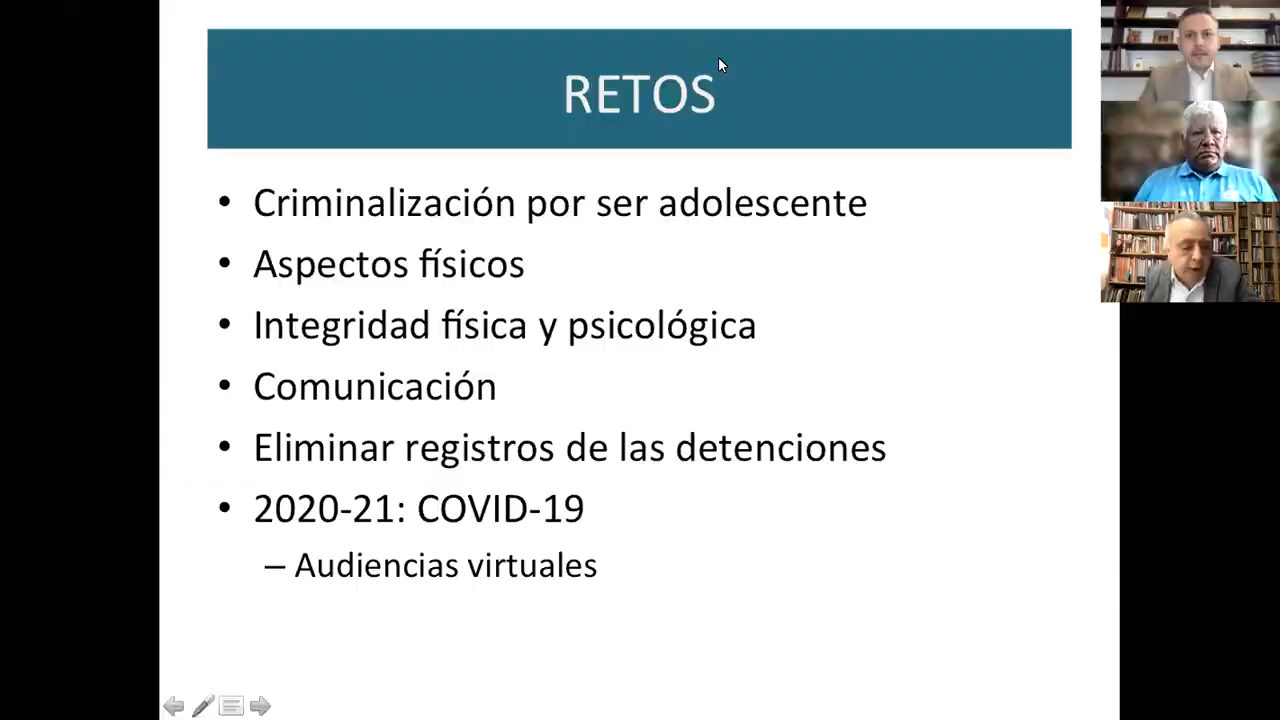 RETOS
• Criminalización por ser adolescente
• Aspectos físicos
• Integridad física y psicológica
• Comunicación
• Eliminar registros de las detenciones
• 2020-21: COVID-19
– Audiencias virtuales